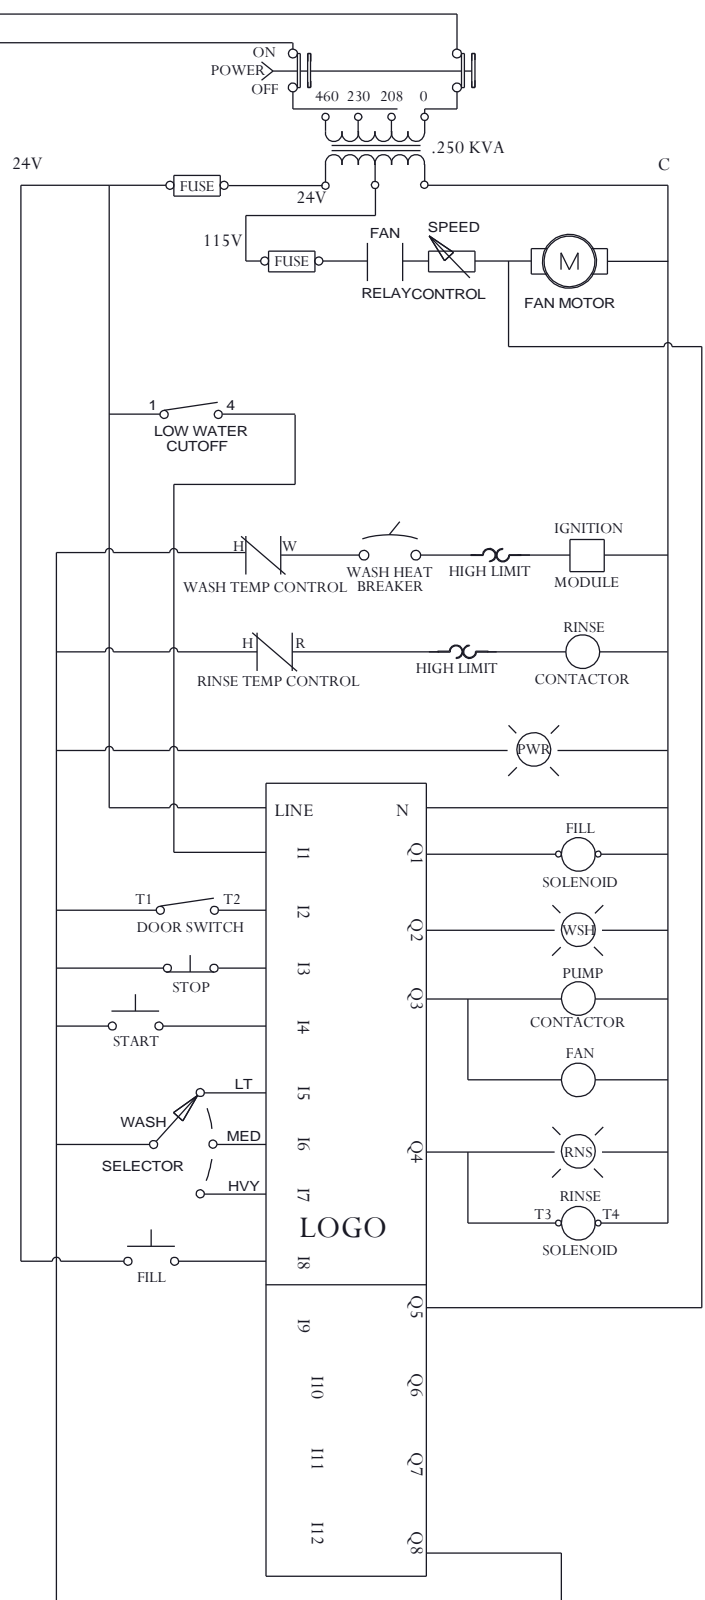 ON
POWER
OFF
460 230 208 0
.250 KVA
24V
C
FUSE
24V
115V
FUSE
FAN
RELAY
SPEED
CONTROL
M
FAN MOTOR
1 4
LOW WATER
CUTOFF
H W
WASH TEMP CONTROL
WASH HEAT
BREAKER
HIGH LIMIT
IGNITION
MODULE
H R
RINSE TEMP CONTROL
HIGH LIMIT
RINSE
CONTACTOR
PWR
LINE N
I1
Q1
FILL
SOLENOID
T1 T2
DOOR SWITCH
I2
Q2
WSH
STOP
I3
Q3
PUMP
CONTACTOR
START
I4
FAN
LT
I5
WASH
SELECTOR
MED
I6
Q4
RNS
HVY
I7
RINSE
T3 T4
SOLENOID
LOGO
FILL
I8
Q5
I9
I10
Q6
I11
Q7
I12
Q8